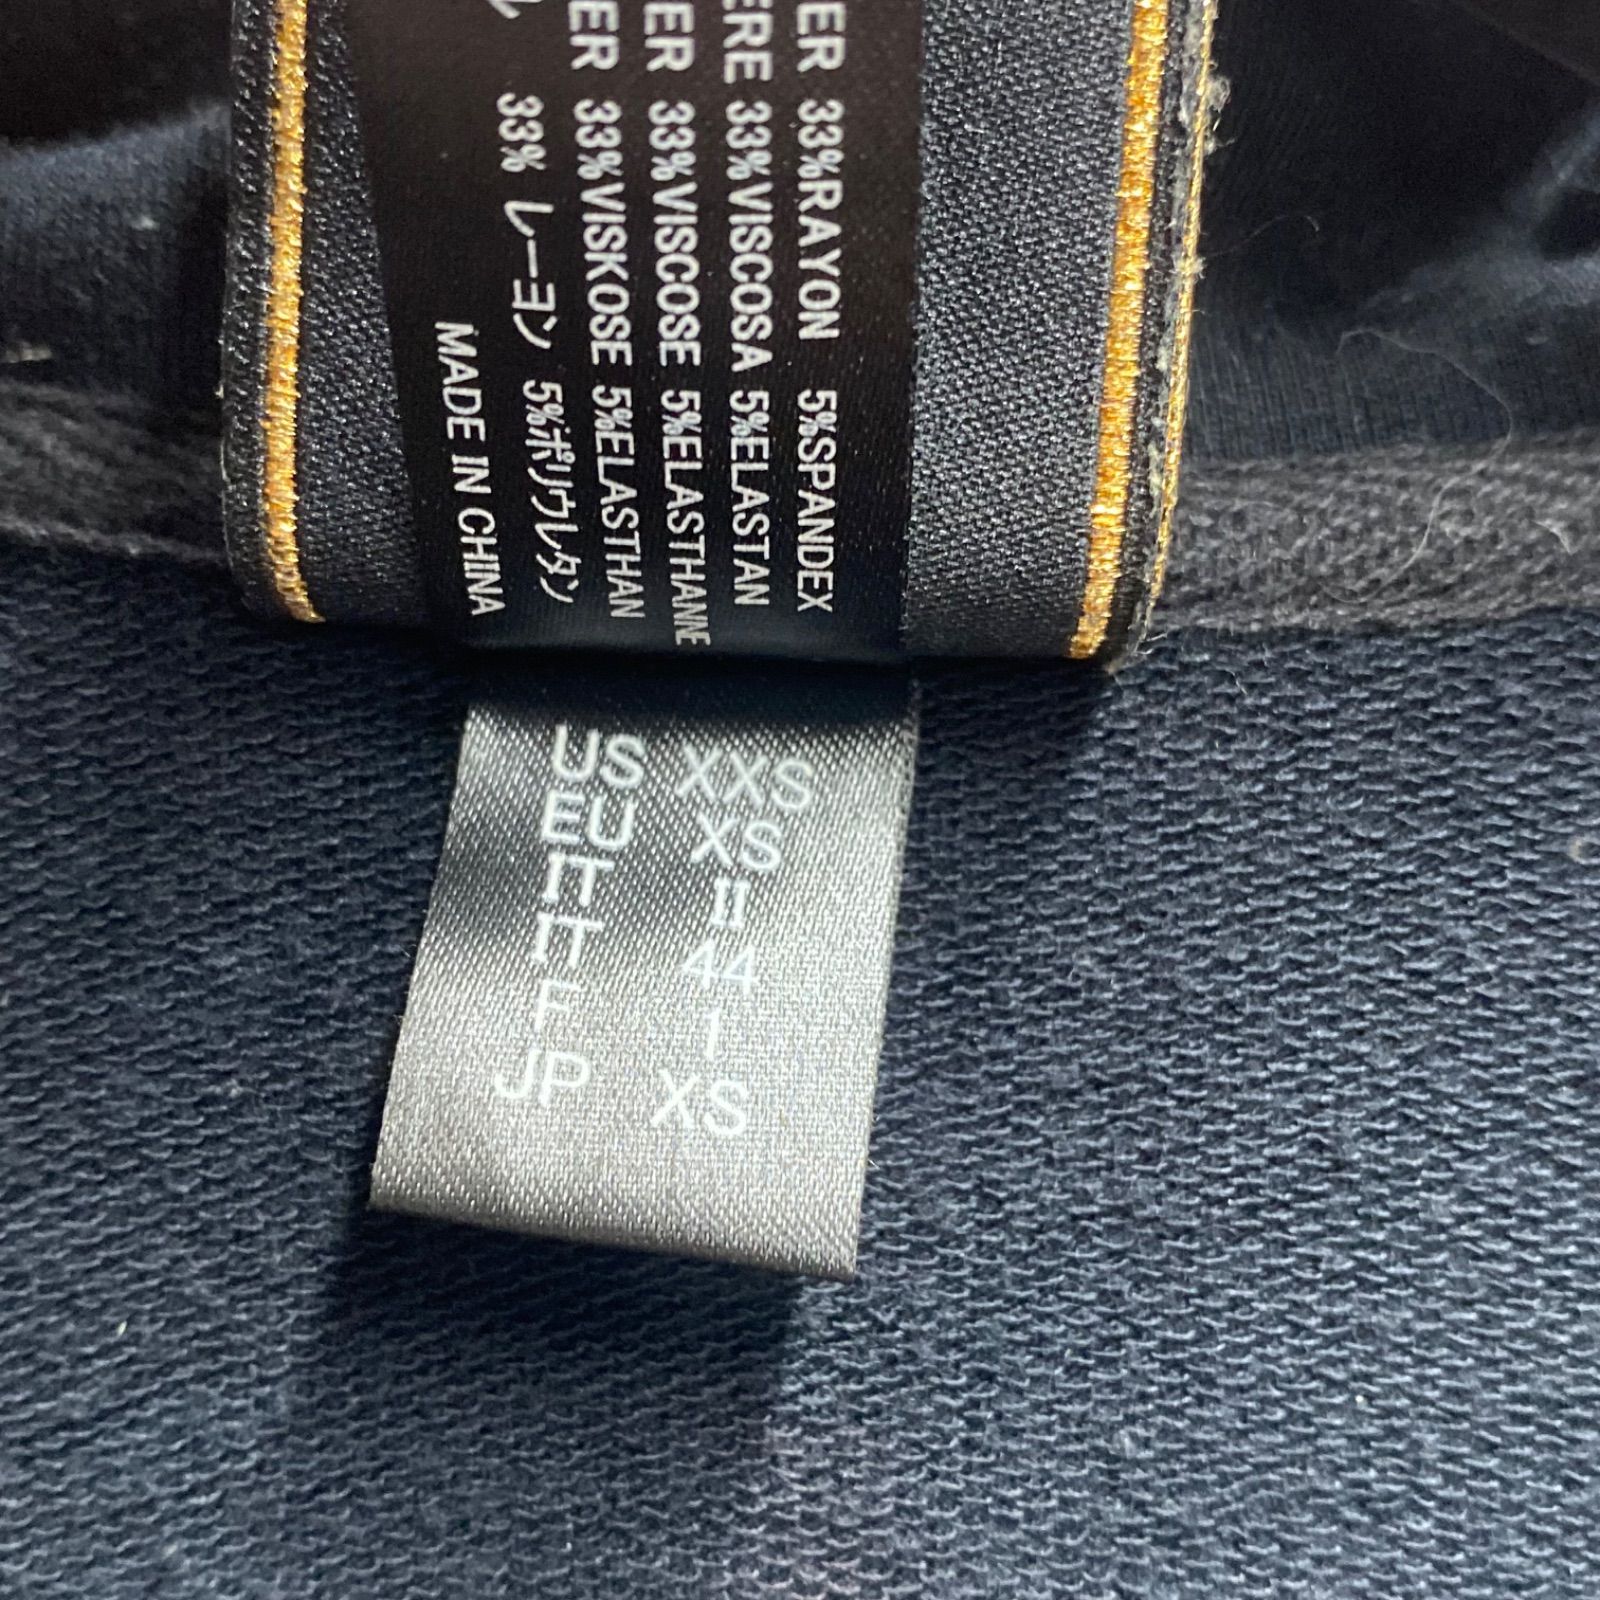 ER 33%RAYON 5%SPANDEX
ERE 33%VISCOSA 5%ELASTAN
ER 33%VISCOSE 5%ELASTHANNE
ER 33%VISKOSE 5%ELASTHAN
33% レーヨン 5%ポリウレタン
MADE IN CHINA
US XXS
EU XS
IT II
IT 44
F 1
JP XS